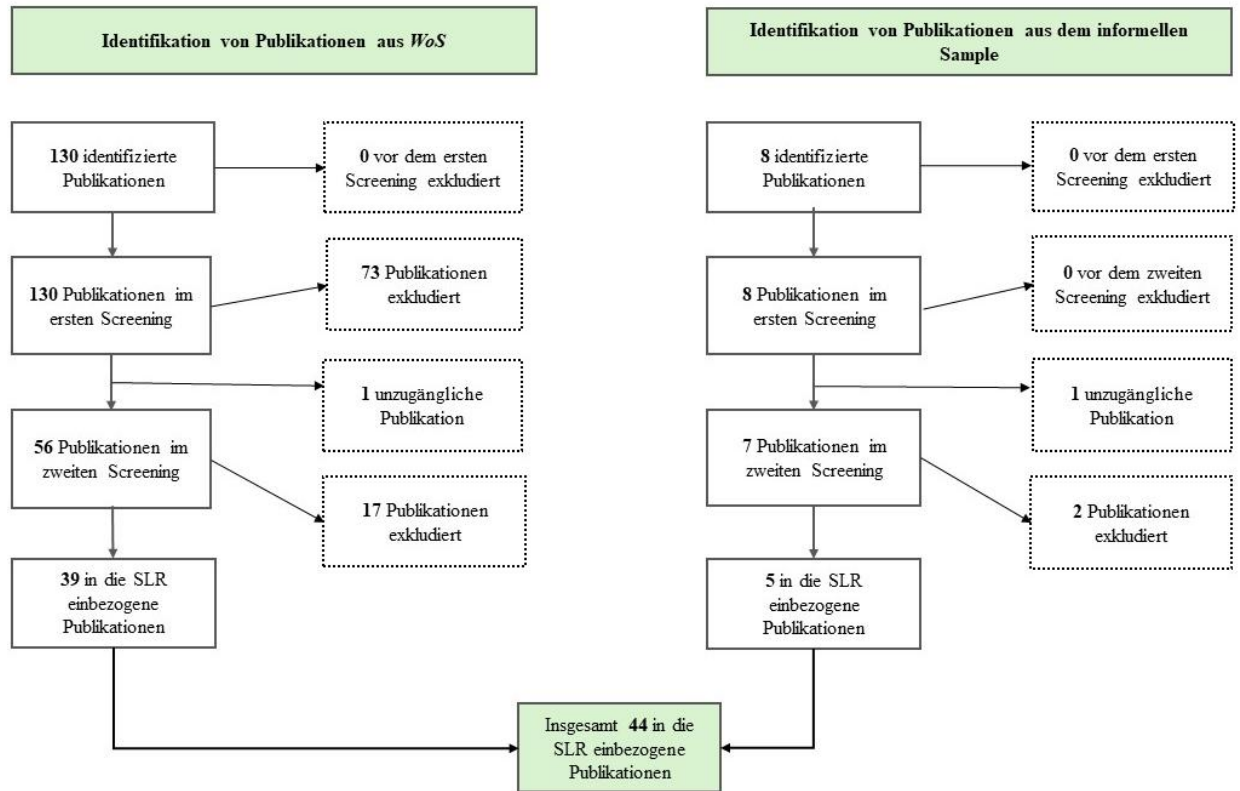 Identifikation von Publikationen aus WoS
130 identifizierte
Publikationen
0 vor dem ersten
Screening exkludiert
130 Publikationen im
ersten Screening
73 Publikationen
exkludiert
1 unzugängliche
Publikation
56 Publikationen im
zweiten Screening
17 Publikationen
exkludiert
39 in die SLR
einbezogene
Publikationen
Identifikation von Publikationen aus dem informellen
Sample
8 identifizierte
Publikationen
0 vor dem ersten
Screening exkludiert
8 Publikationen im
ersten Screening
0 vor dem zweiten
Screening exkludiert
1 unzugängliche
Publikation
7 Publikationen im
zweiten Screening
2 Publikationen
exkludiert
5 in die SLR
einbezogene
Publikationen
Insgesamt 44 in die
SLR einbezogene
Publikationen